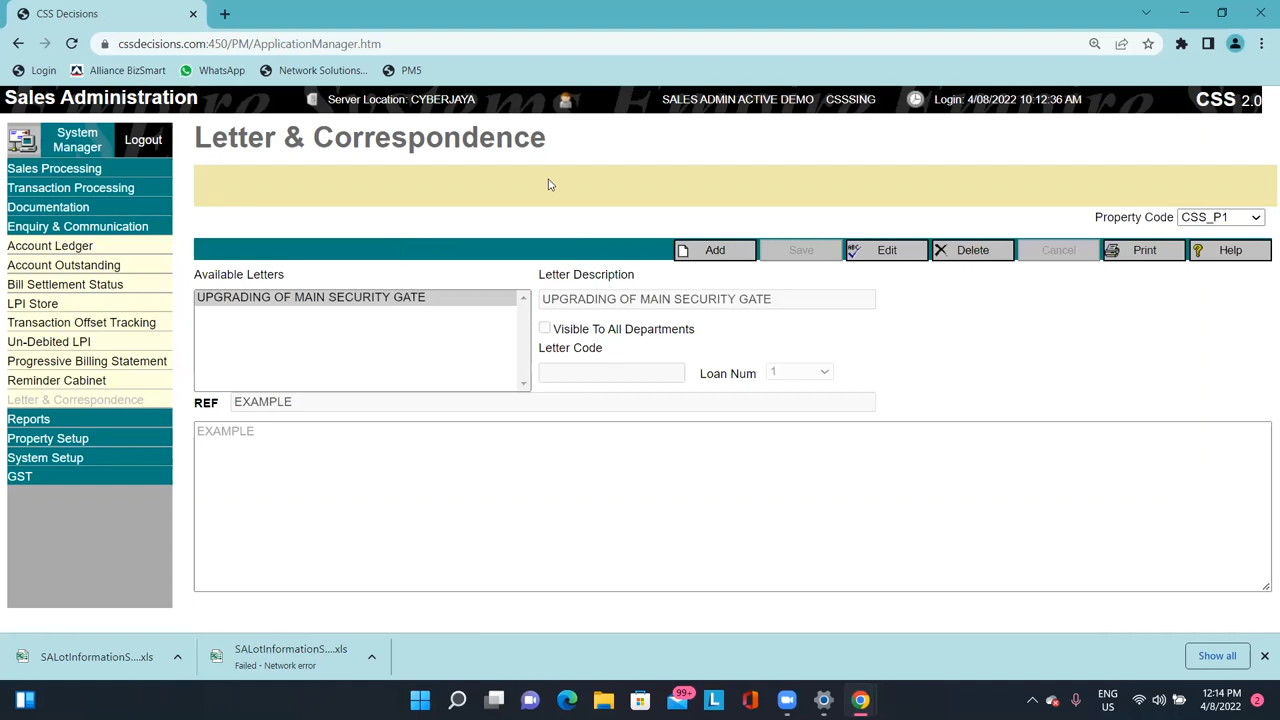 CSS Decisions
cssdecisions.com:450/PM/ApplicationManager.htm
Login
Alliance BizSmart
WhatsApp
Network Solutions...
PM5
Sales Administration
Server Location: CYBERJAYA
SALES ADMIN ACTIVE DEMO
CSSSING
Login: 4/08/2022 10:12:36 AM
CSS 2.0
System Manager
Logout
Letter & Correspondence
Sales Processing
Transaction Processing
Documentation
Enquiry & Communication
Account Ledger
Account Outstanding
Bill Settlement Status
LPI Store
Transaction Offset Tracking
Un-Debited LPI
Progressive Billing Statement
Reminder Cabinet
Letter & Correspondence
Reports
Property Setup
System Setup
GST
Property Code CSS_P1
Add
Save
ABC
Edit
Delete
Cancel
Print
? Help
Available Letters
Letter Description
UPGRADING OF MAIN SECURITY GATE
UPGRADING OF MAIN SECURITY GATE
Visible To All Departments
Letter Code
Loan Num 1
REF EXAMPLE
EXAMPLE
SALotInformationS....xls
SALotInformationS....xls
Failed - Network error
Show all
99+
L
ENG
US
12:14 PM
4/8/2022
2